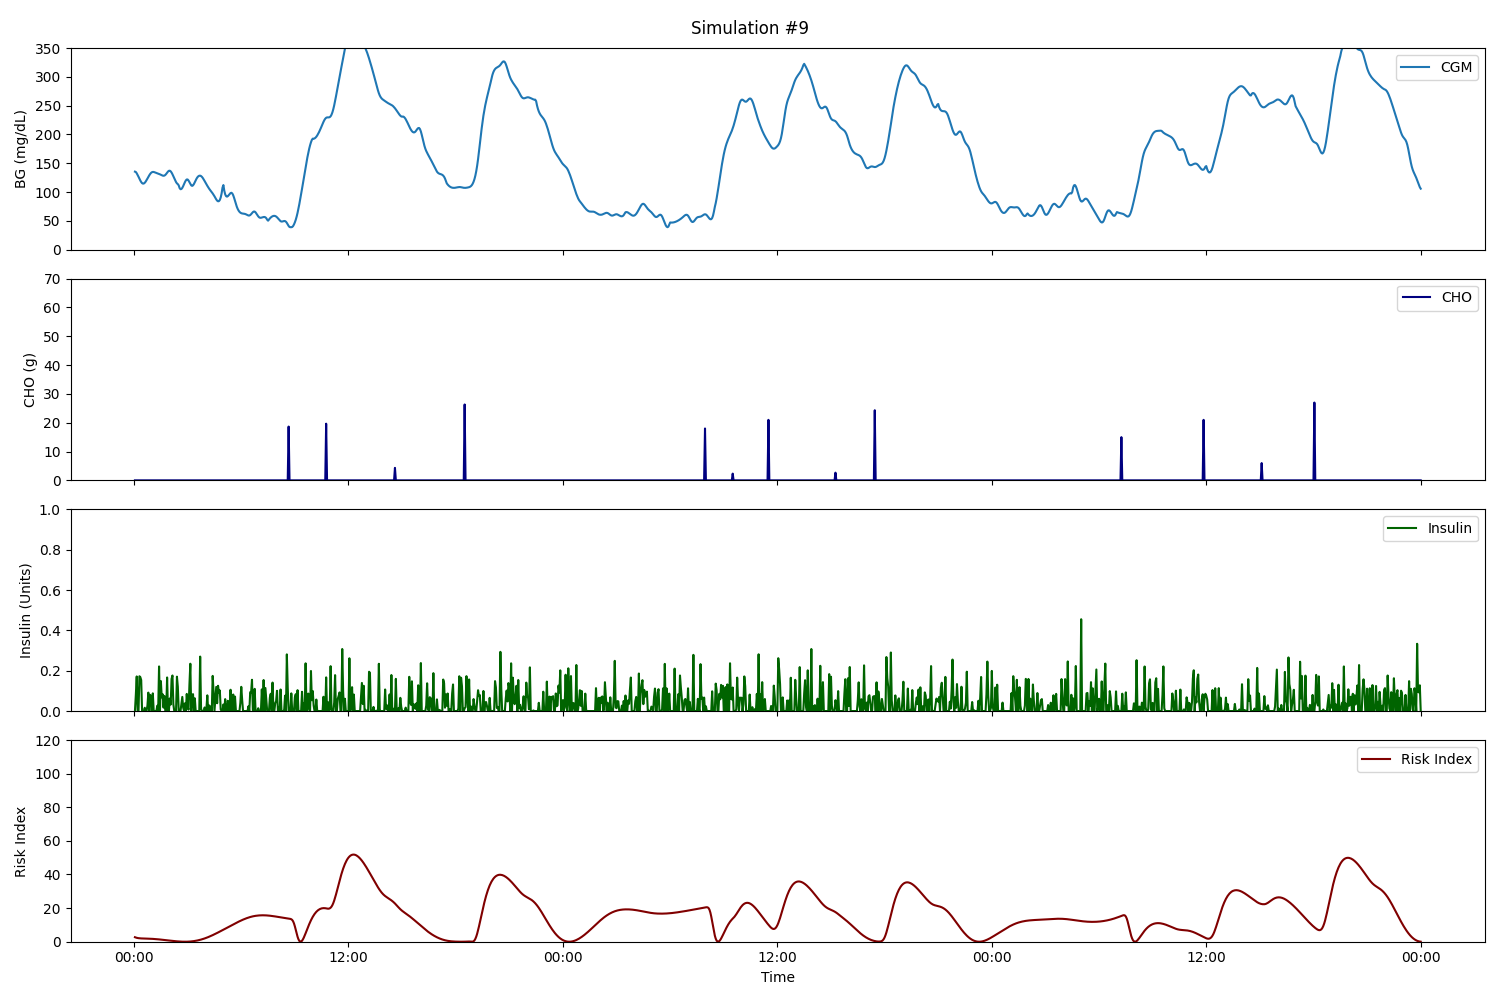 Simulation #9
350
300
250
200
150
100
50
0
BG (mg/dL)
CGM
70
60
50
40
30
20
10
0
CHO (g)
CHO
1.0
0.8
0.6
0.4
0.2
0.0
Insulin (Units)
Insulin
120
100
80
60
40
20
0
Risk Index
Risk Index
00:00 12:00 00:00 12:00 00:00 12:00 00:00
Time